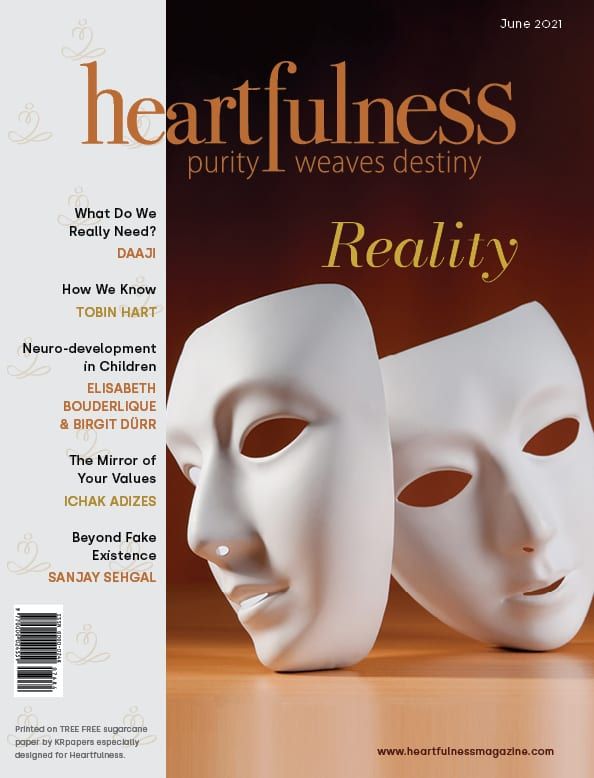 June 2021
heartfulness
purity weaves destiny
Reality
What Do We
Really Need?
DAAJI
How We Know
TOBIN HART
Neuro-development
in Children
ELISABETH
BOUDERLIQUE
& BIRGIT DÜRR
The Mirror of
Your Values
ICHAK ADIZES
Beyond Fake
Existence
SANJAY SEHGAL
Printed on TREE FREE sugarcane
paper by KRpapers especially
designed for Heartfulness.
www.heartfulnessmagazine.com